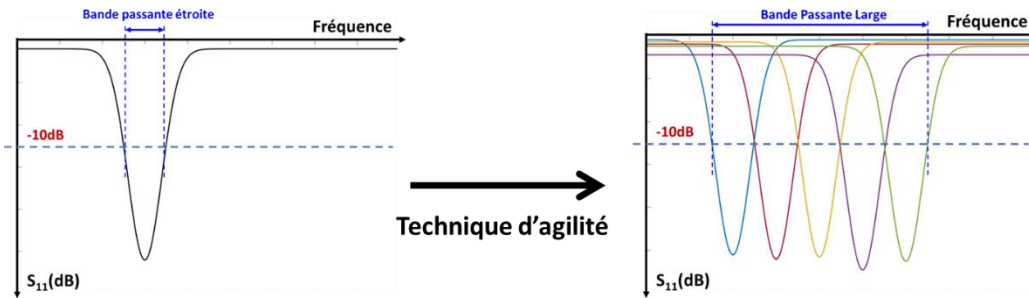 Bande passante étroite
Fréquence
-10dB
S11(dB)
Technique d'agilité
Bande Passante Large
Fréquence
-10dB
S11(dB)